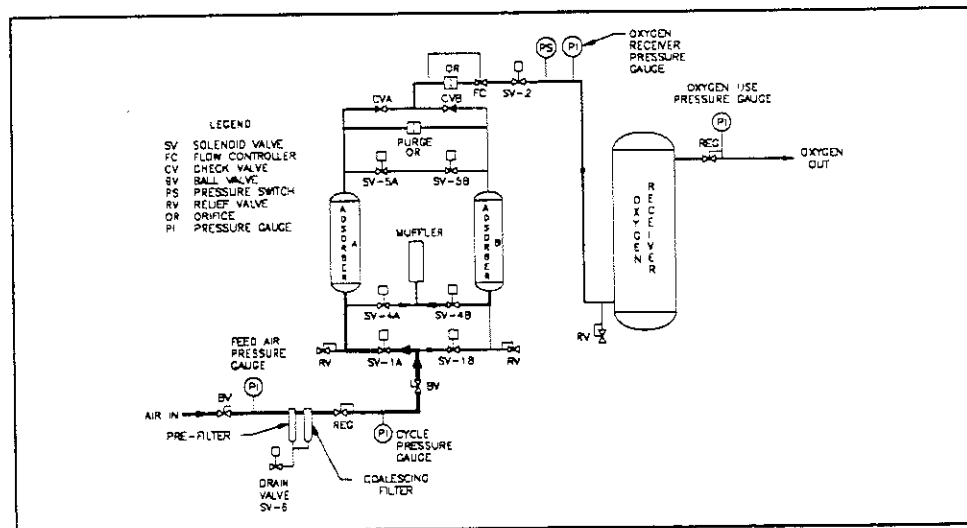 OXYGEN
RECEIVER
PRESSURE
GAUGE
PS
PI
OR
FC
SV-2
OXYGEN USE
PRESSURE GAUGE
PI
REG
OXYGEN
OUT
CVA
CVB
PURGE
OR
SV-5A
SV-5B
LEGEND
SV SOLENOID VALVE
FC FLOW CONTROLLER
CV CHECK VALVE
BV BALL VALVE
PS PRESSURE SWITCH
RV RELIEF VALVE
OR ORIFICE
PI PRESSURE GAUGE
ADSORBER A
MUFFLER
ADSORBER B
OXYGEN
RECEIVER
SV-4A
SV-4B
RV
RV
SV-1A
SV-1B
RV
FEED AIR
PRESSURE
GAUGE
PI
BV
BV
AIR IN
PRE-FILTER
REG
PI
CYCLE
PRESSURE
GAUGE
DRAIN
VALVE
SV-6
COALESCING
FILTER